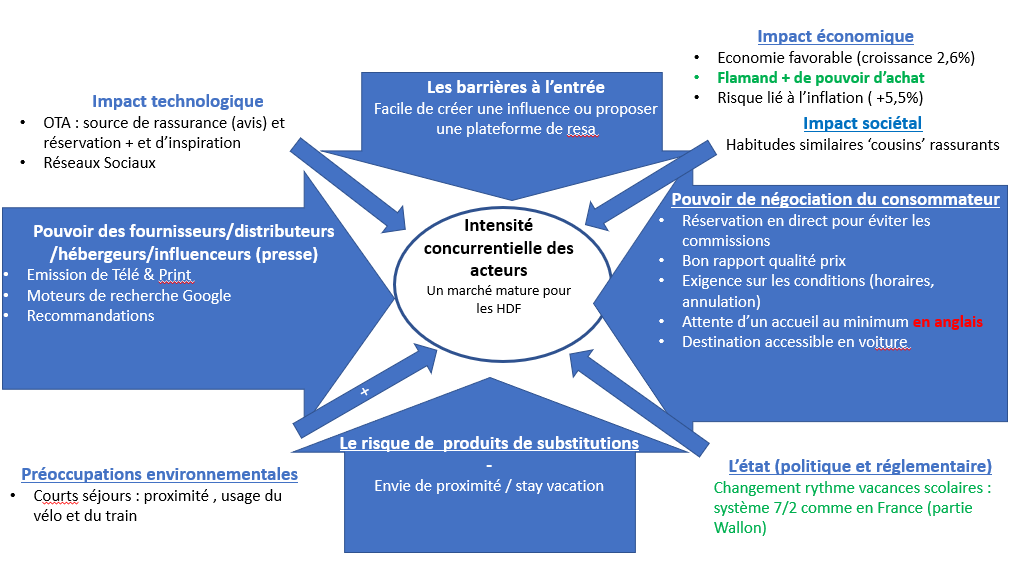 Impact économique
• Economie favorable (croissance 2,6%)
• Flamand + de pouvoir d'achat
• Risque lié à l'inflation ( +5,5%)
Impact sociétal
Habitudes similaires 'cousins' rassurants
Les barrières à l'entrée
Facile de créer une influence ou proposer
une plateforme de resa
Impact technologique
• OTA : source de rassurance (avis) et
réservation + et d'inspiration
• Réseaux Sociaux
Pouvoir des fournisseurs/distributeurs
/hébergeurs/influenceurs (presse)
• Emission de Télé & Print
• Moteurs de recherche Google
• Recommandations
Intensité
concurrentielle des
acteurs
Un marché mature pour
les HDF
Pouvoir de négociation du consommateur
• Réservation en direct pour éviter les
commissions
• Bon rapport qualité prix
• Exigence sur les conditions (horaires,
annulation)
• Attente d'un accueil au minimum en anglais
• Destination accessible en voiture
+
Le risque de produits de substitutions
-
Envie de proximité / stay vacation
Préoccupations environnementales
• Courts séjours : proximité , usage du
vélo et du train
L'état (politique et réglementaire)
Changement rythme vacances scolaires :
système 7/2 comme en France (partie
Wallon)